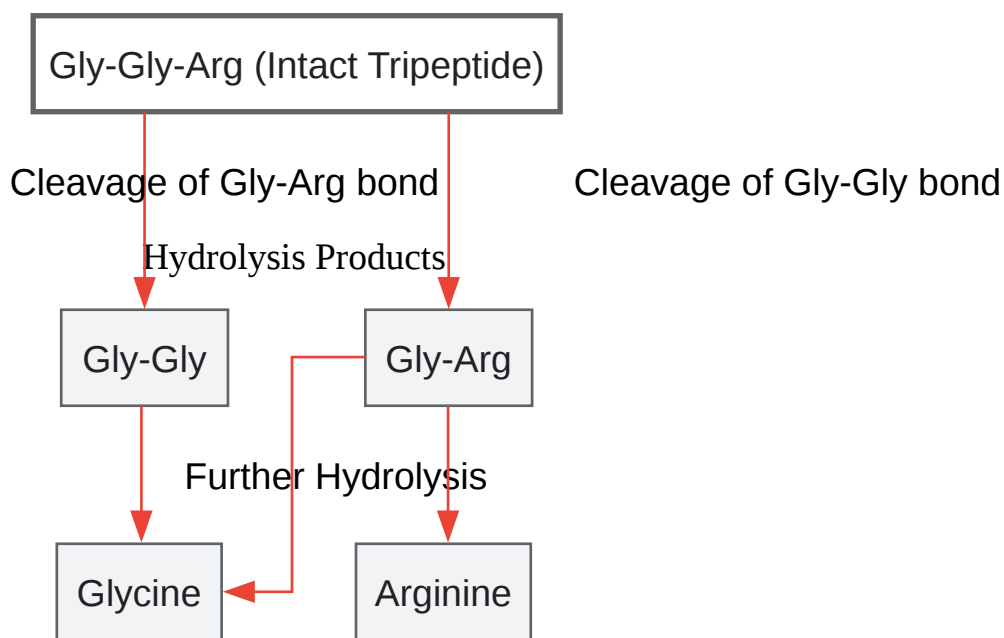 Gly-Gly-Arg (Intact Tripeptide)
Cleavage of Gly-Arg bond
Cleavage of Gly-Gly bond
Hydrolysis Products
Gly-Gly
Gly-Arg
Further Hydrolysis
Glycine
Arginine